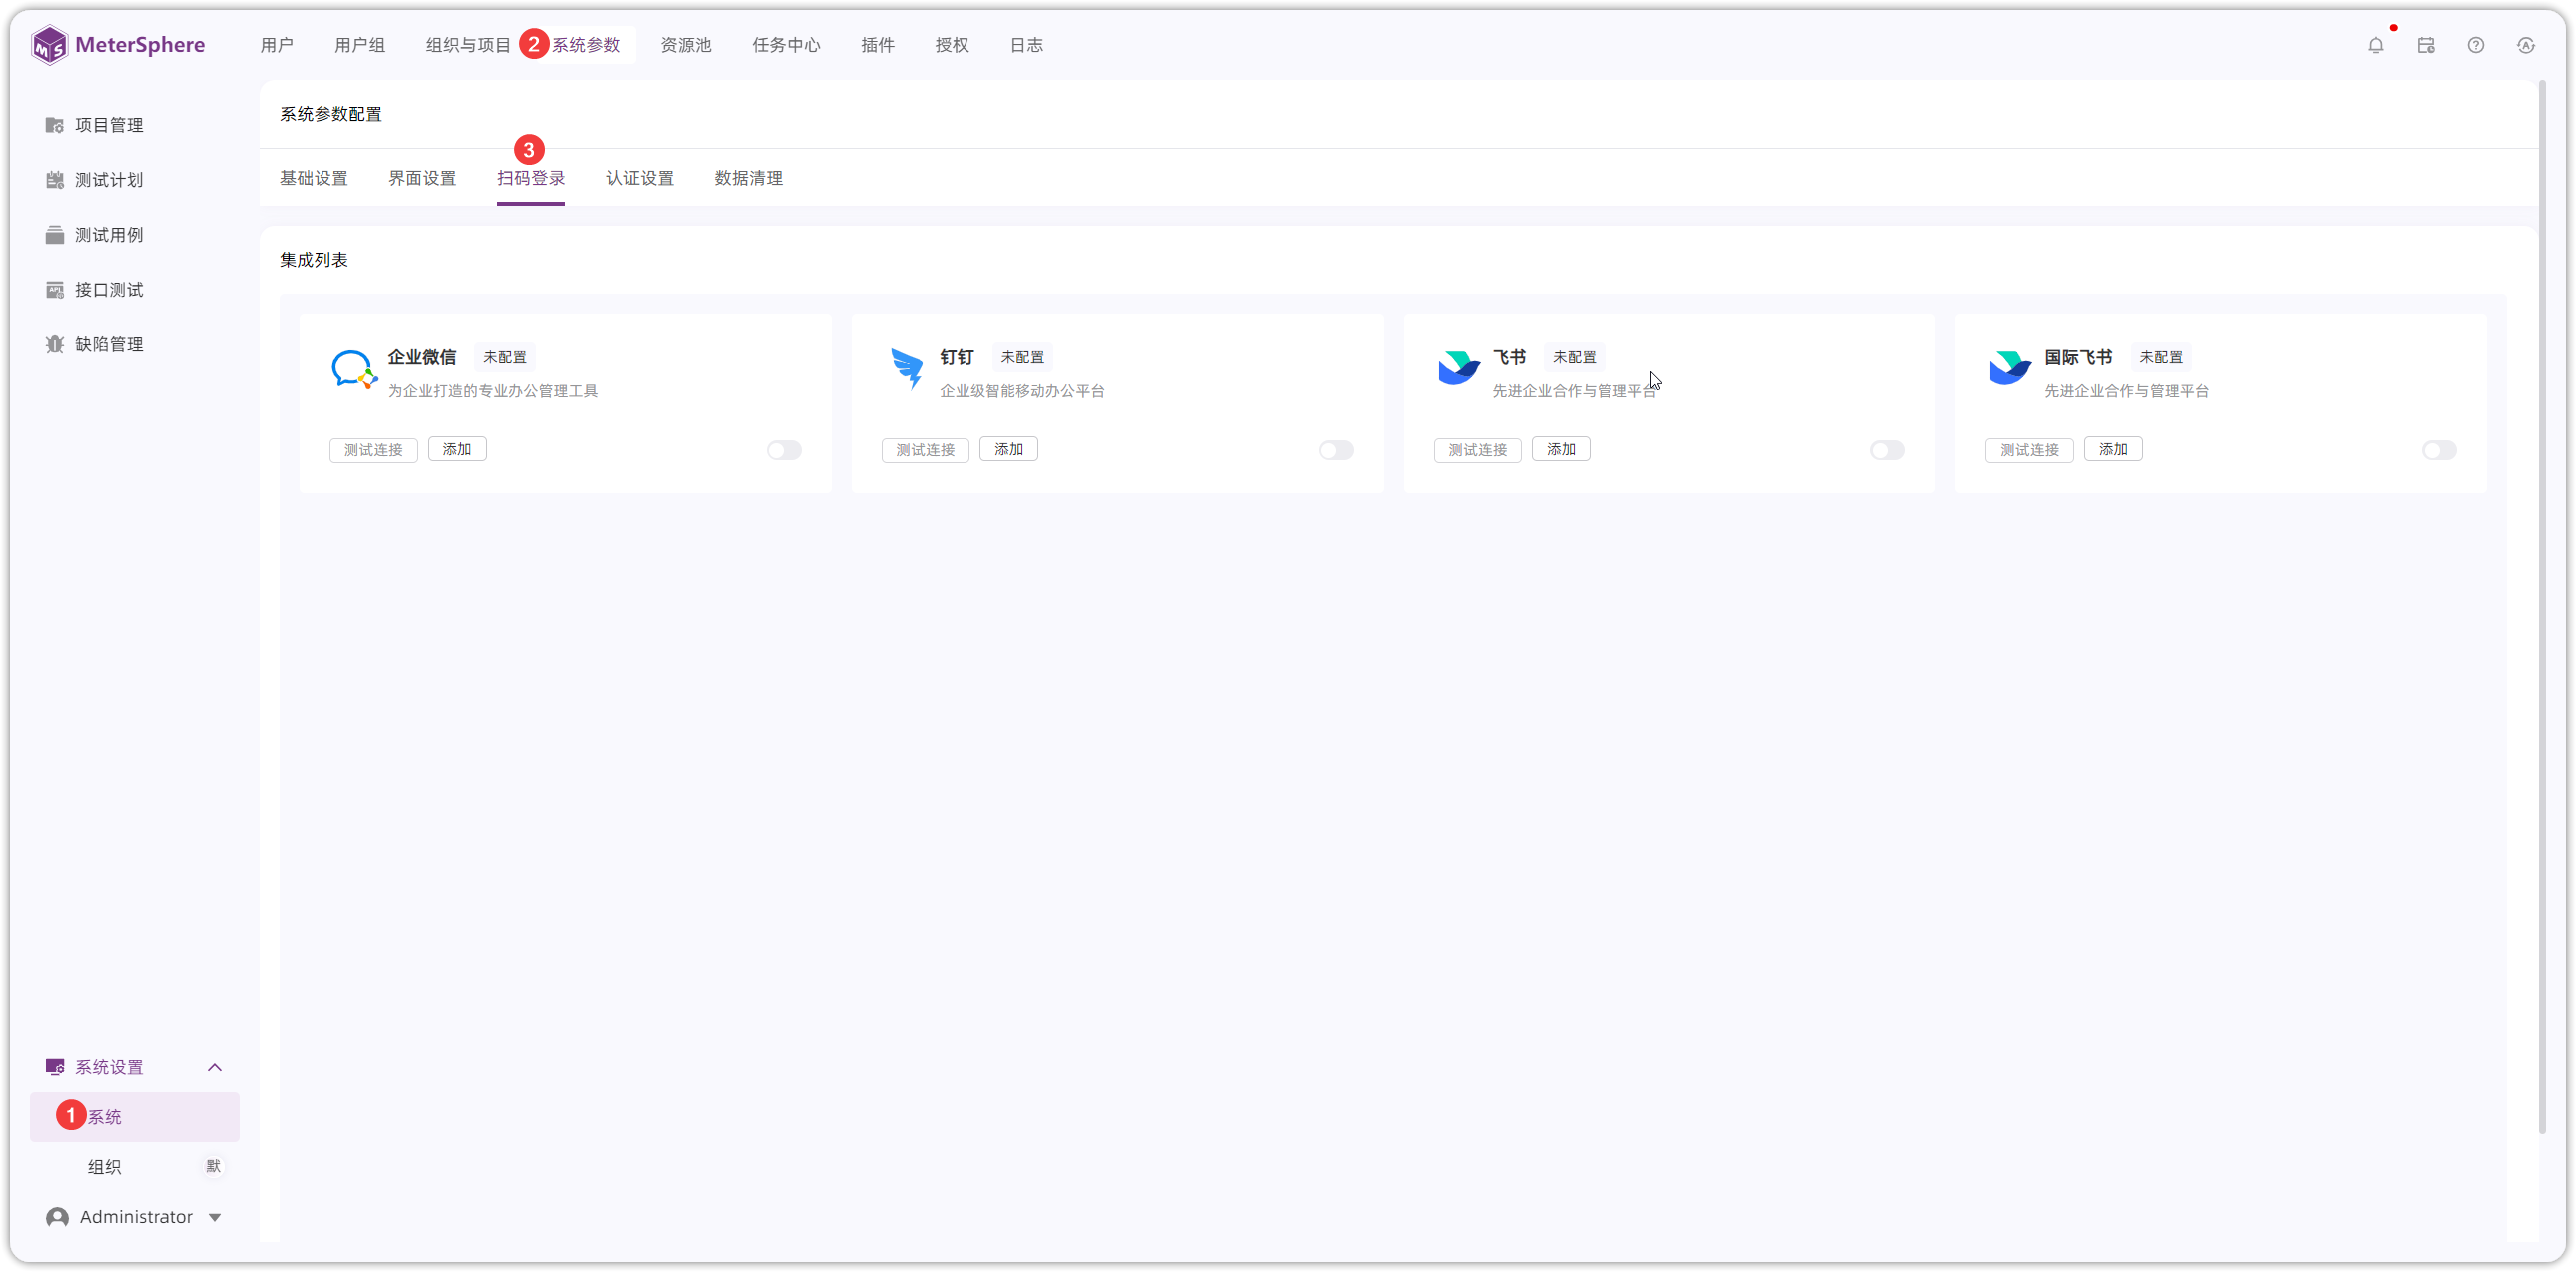 MeterSphere
用户 用户组 组织与项目 2 系统参数 资源池 任务中心 插件 授权 日志
项目管理
测试计划
测试用例
接口测试
缺陷管理
系统设置
1 系统
组织 默
Administrator
系统参数配置
3
基础设置 界面设置 扫码登录 认证设置 数据清理
集成列表
企业微信 未配置
为企业打造的专业办公管理工具
测试连接 添加
钉钉 未配置
企业级智能移动办公平台
测试连接 添加
飞书 未配置
先进企业合作与管理平台
测试连接 添加
国际飞书 未配置
先进企业合作与管理平台
测试连接 添加